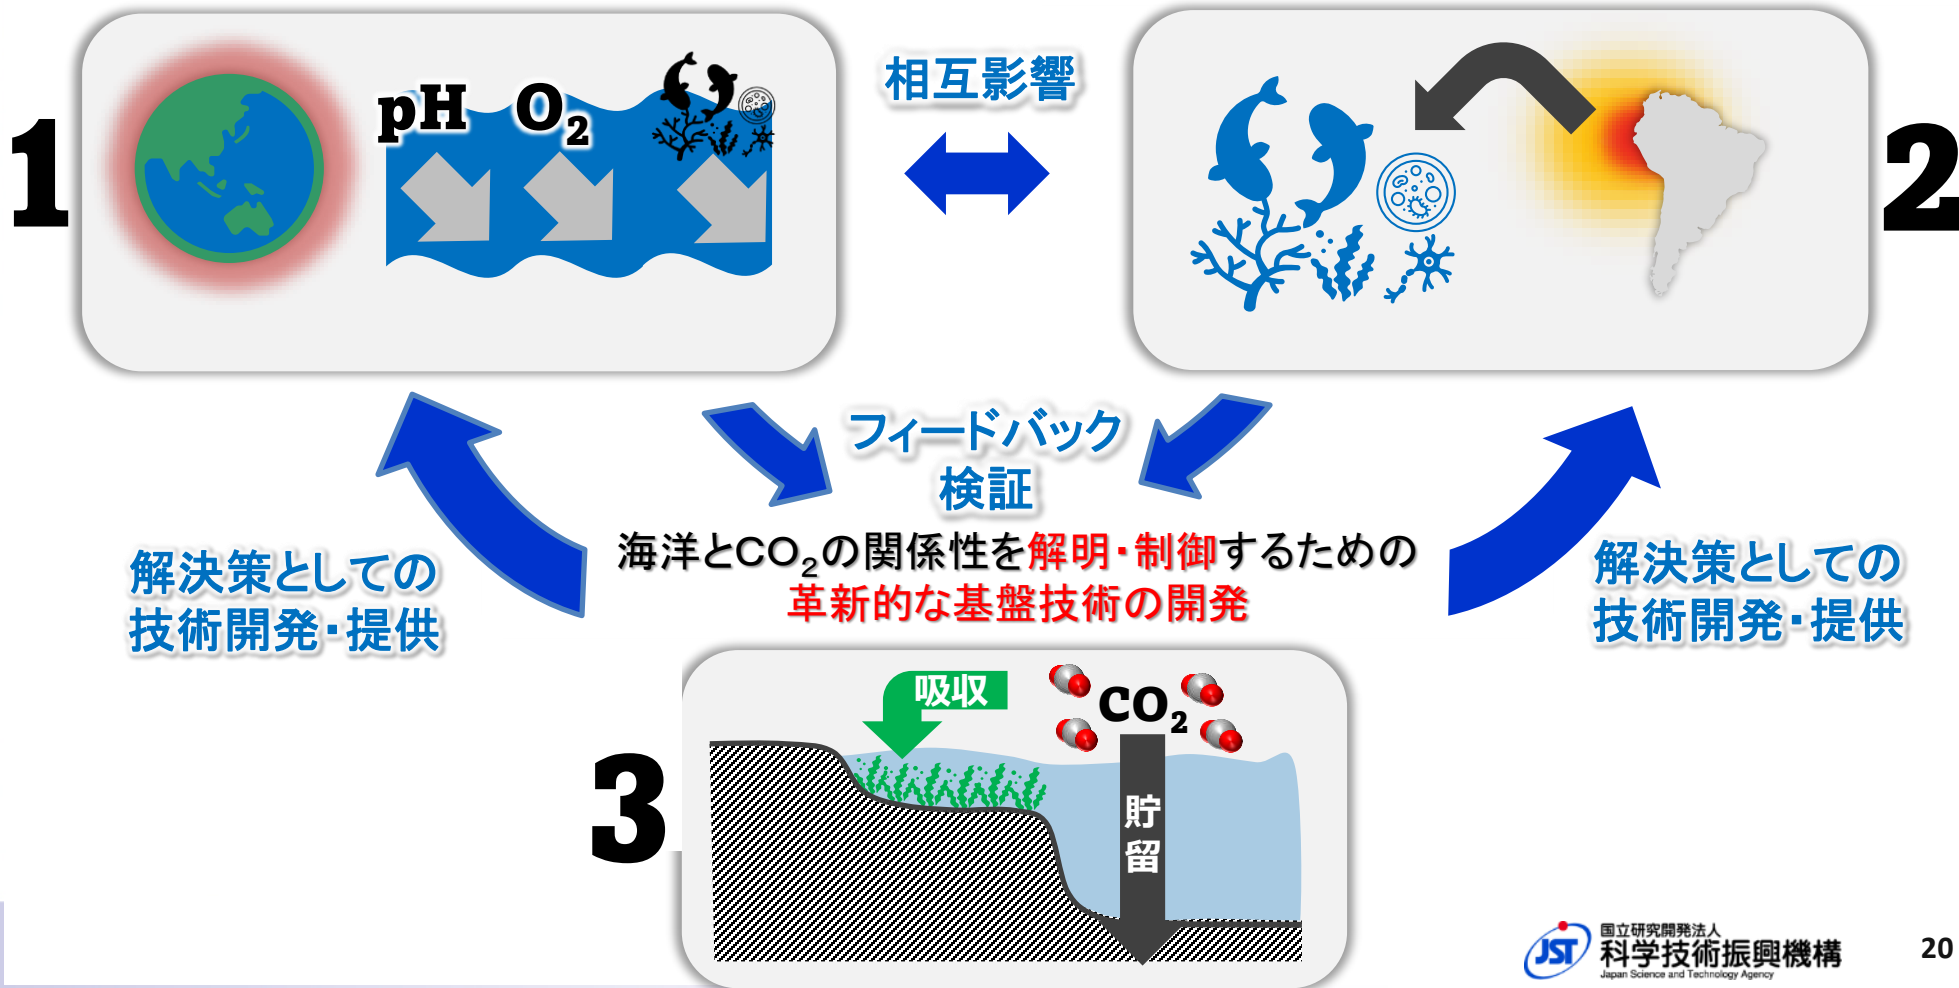 1
pH O₂
相互影響
2
フィードバック
検証
海洋とCO₂の関係性を解明・制御するための
革新的な基盤技術の開発
解決策としての
技術開発・提供
解決策としての
技術開発・提供
3
吸収
CO₂
貯留
JST
国立研究開発法人
科学技術振興機構
Japan Science and Technology Agency
20